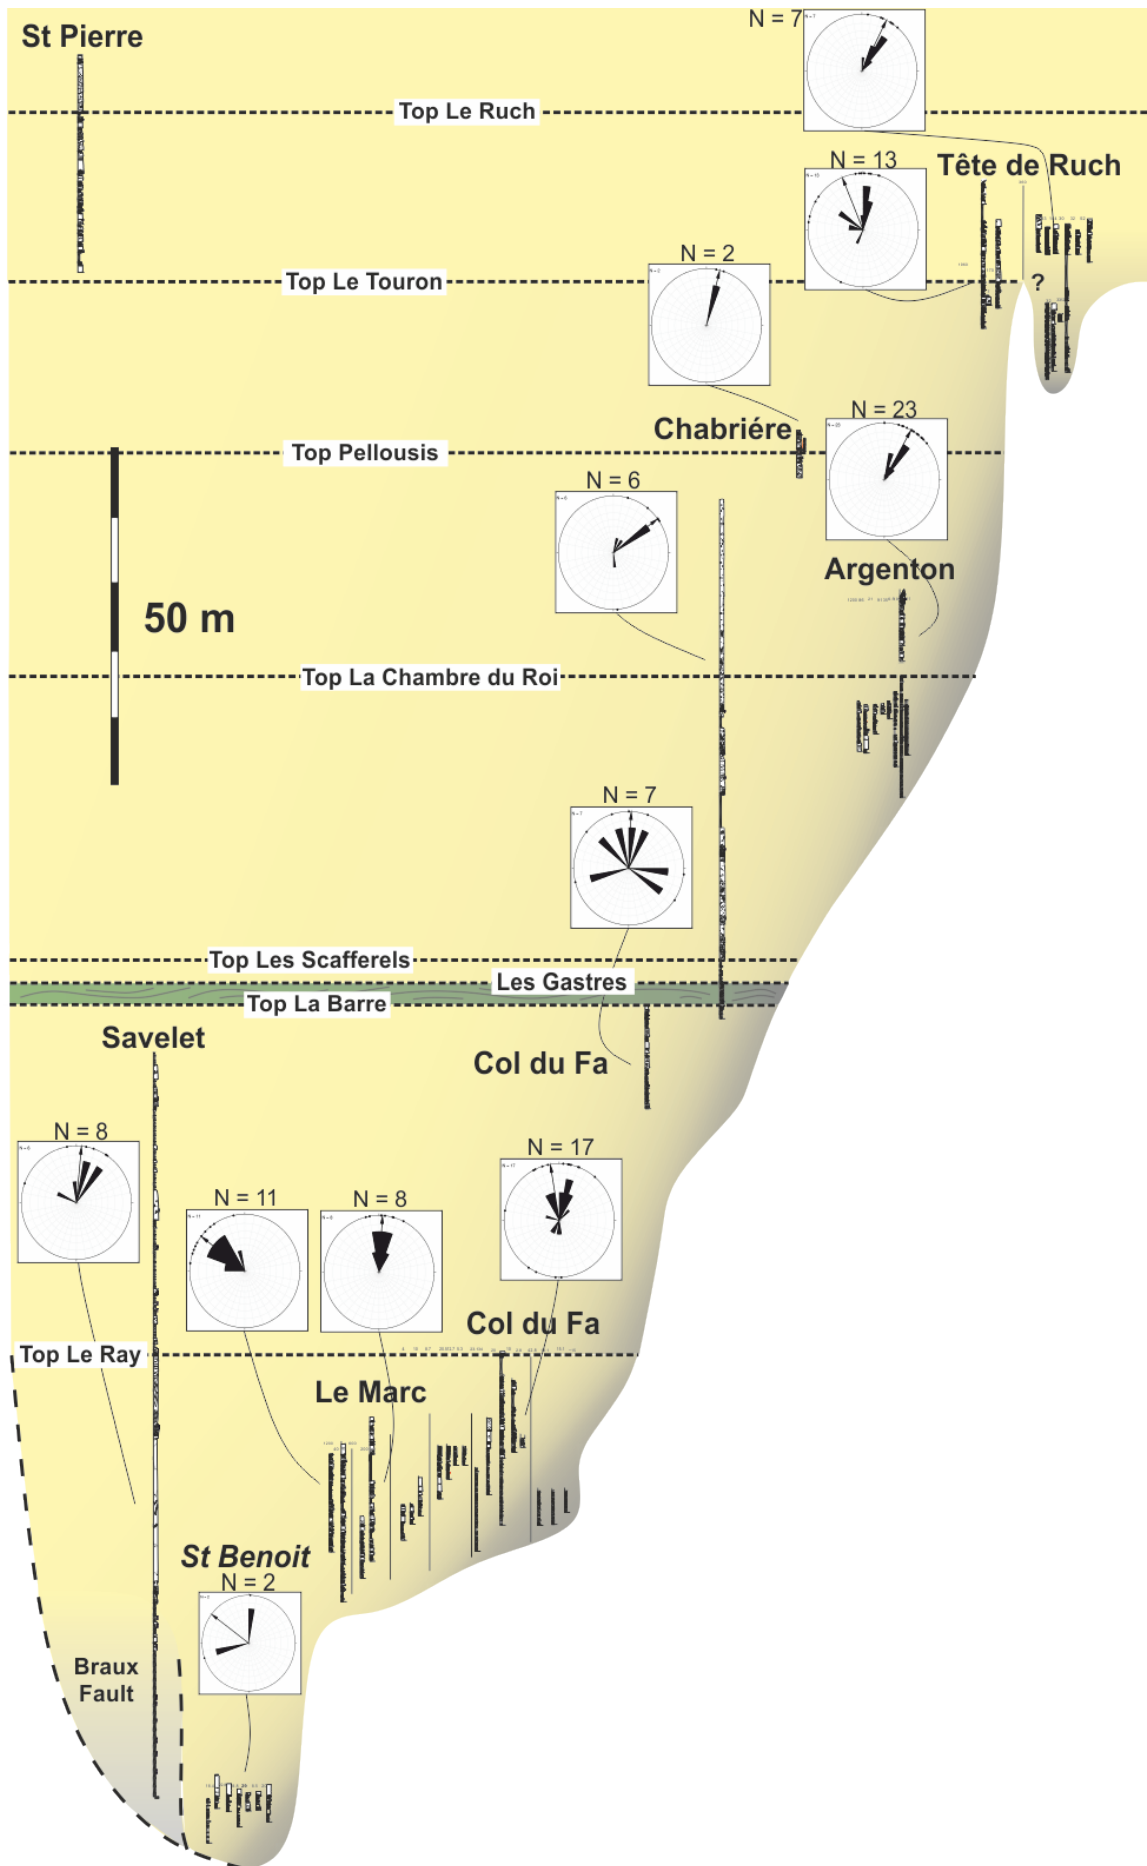 N = 7
St Pierre
Top Le Ruch
N = 13
Tête de Ruch
N = 2
Top Le Touron
?
N = 23
Chabriére
Top Pellousis
N = 6
Argenton
50 m
Top La Chambre du Roi
N = 7
Top Les Scafferels
Les Gastres
Top La Barre
Savelet
Col du Fa
N = 8
N = 17
N = 11
N = 8
Col du Fa
Top Le Ray
Le Marc
St Benoit
N = 2
Braux
Fault